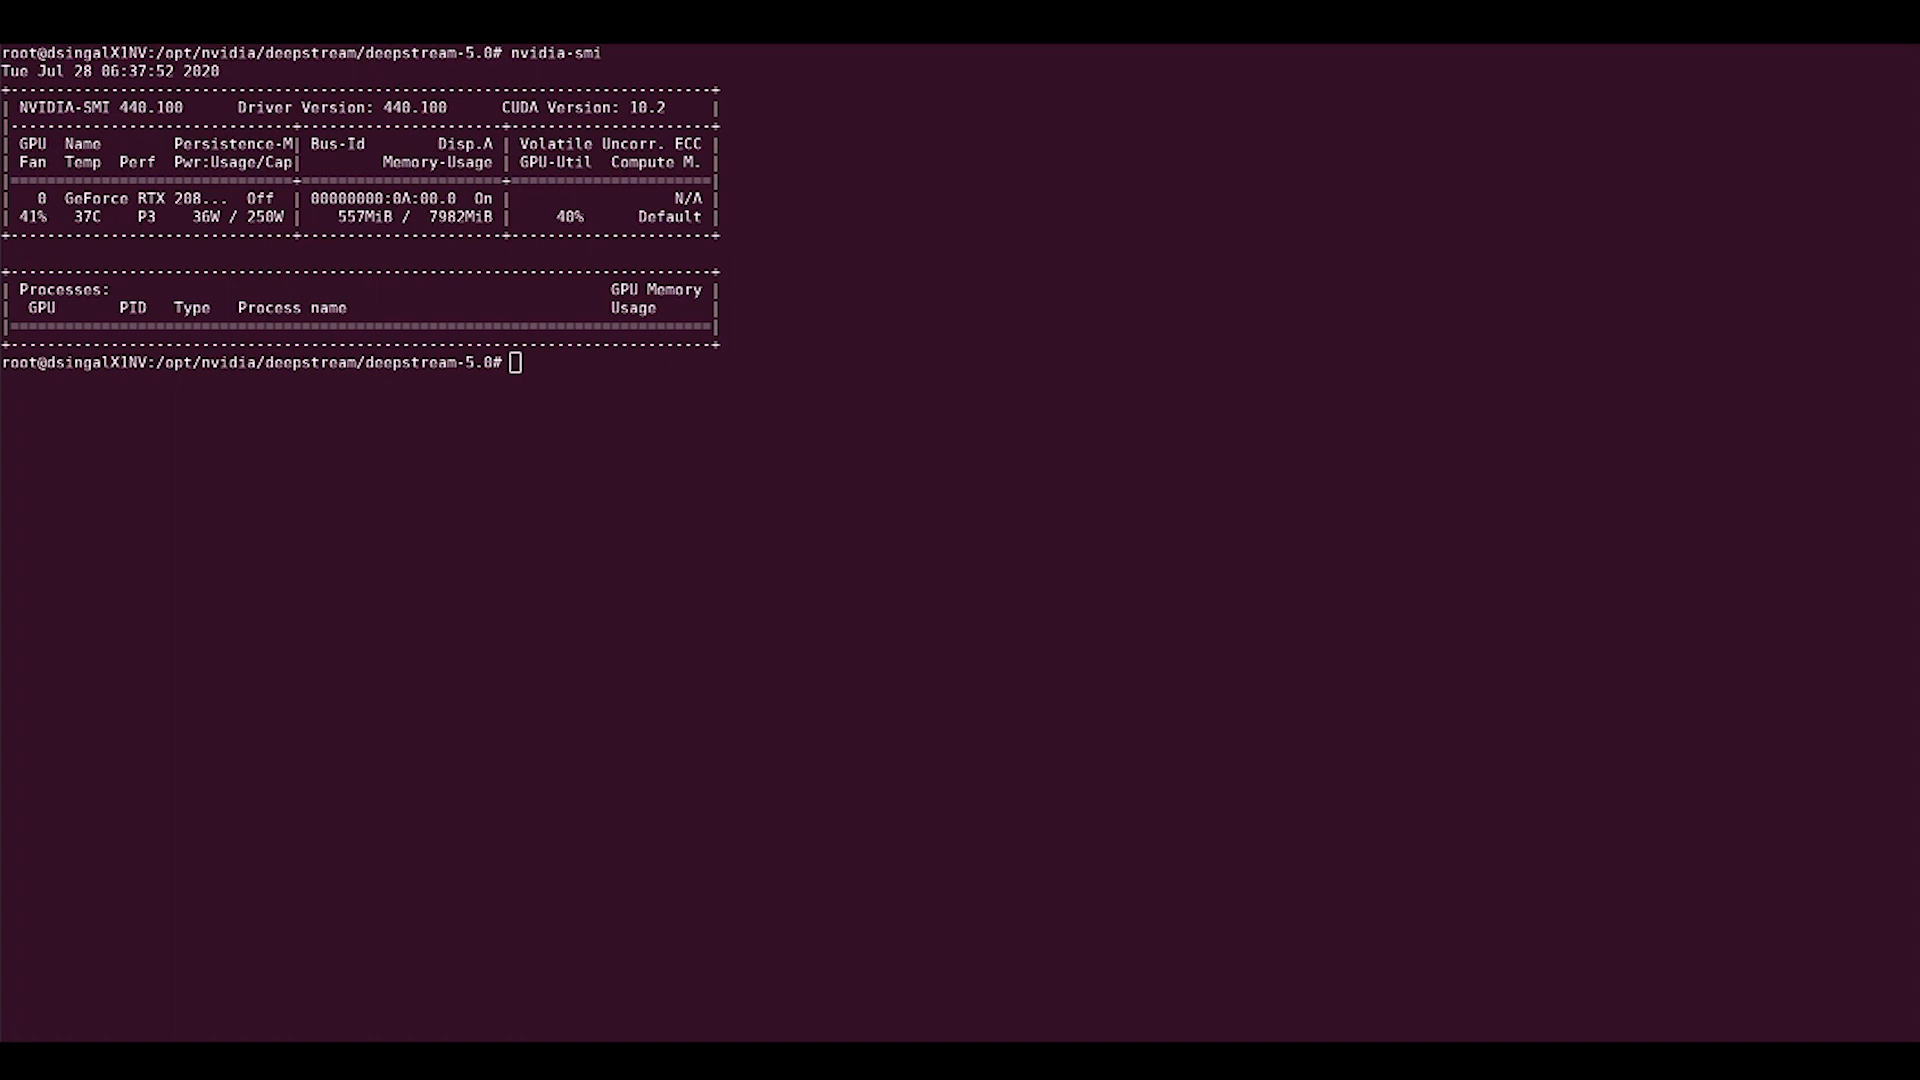 root@dsingalX1NV:/opt/nvidia/deepstream/deepstream-5.0# nvidia-smi
Tue Jul 28 06:37:52 2020
+-----------------------------------------------------------------------------+
| NVIDIA-SMI 440.100      Driver Version: 440.100      CUDA Version: 10.2     |
|-------------------------------+----------------------+----------------------+
| GPU  Name        Persistence-M| Bus-Id        Disp.A | Volatile Uncorr. ECC |
| Fan  Temp  Perf  Pwr:Usage/Cap|         Memory-Usage | GPU-Util  Compute M. |
|===============================+======================+======================|
|   0  GeForce RTX 208...  Off  | 00000000:0A:00.0  On |                  N/A |
| 41%   37C    P3    36W / 250W |    557MiB /  7982MiB |     40%      Default |
+-------------------------------+----------------------+----------------------+

+-----------------------------------------------------------------------------+
| Processes:                                                       GPU Memory |
|  GPU       PID   Type   Process name                             Usage      |
|=============================================================================|
+-----------------------------------------------------------------------------+
root@dsingalX1NV:/opt/nvidia/deepstream/deepstream-5.0#